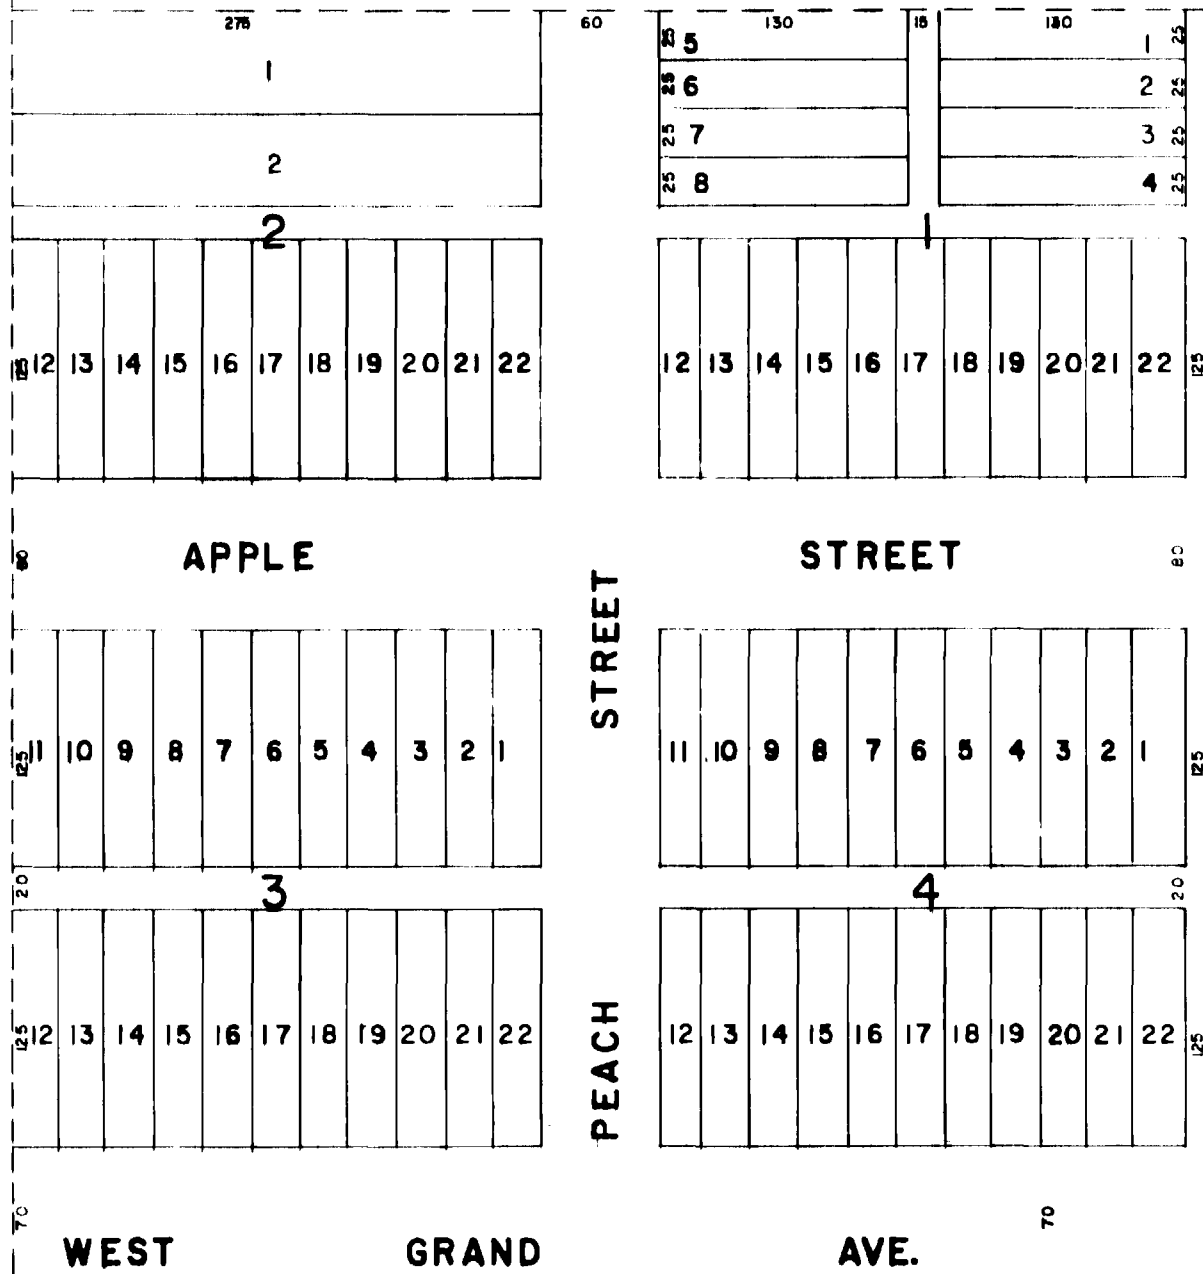 275 60 130 15 130
1 25 5 1 25
25 6 2 25
2 25 7 3 25
25 8 4 25
2 1
125 12 13 14 15 16 17 18 19 20 21 22 12 13 14 15 16 17 18 19 20 21 22 125
80 APPLE STREET 80
STREET
125 11 10 9 8 7 6 5 4 3 2 1 11 10 9 8 7 6 5 4 3 2 1 125
20 3 4 20
125 12 13 14 15 16 17 18 19 20 21 22 12 13 14 15 16 17 18 19 20 21 22 125
PEACH
70 70
WEST GRAND AVE.